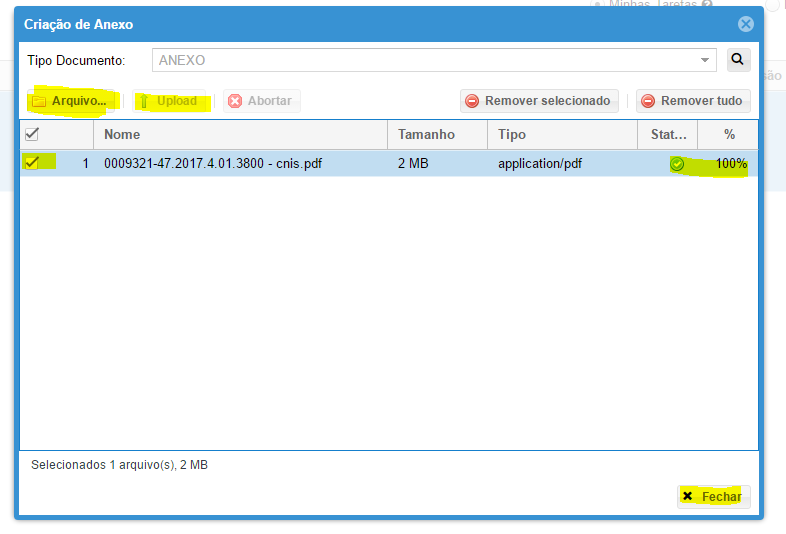 Minhas Tarefas
Criação de Anexo
Tipo Documento: ANEXO
Arquivo... Upload Abortar Remover selecionado Remover tudo
são
Nome Tamanho Tipo Stat... %
1 0009321-47.2017.4.01.3800 - cnis.pdf 2 MB application/pdf 100%
Selecionados 1 arquivo(s), 2 MB
Fechar